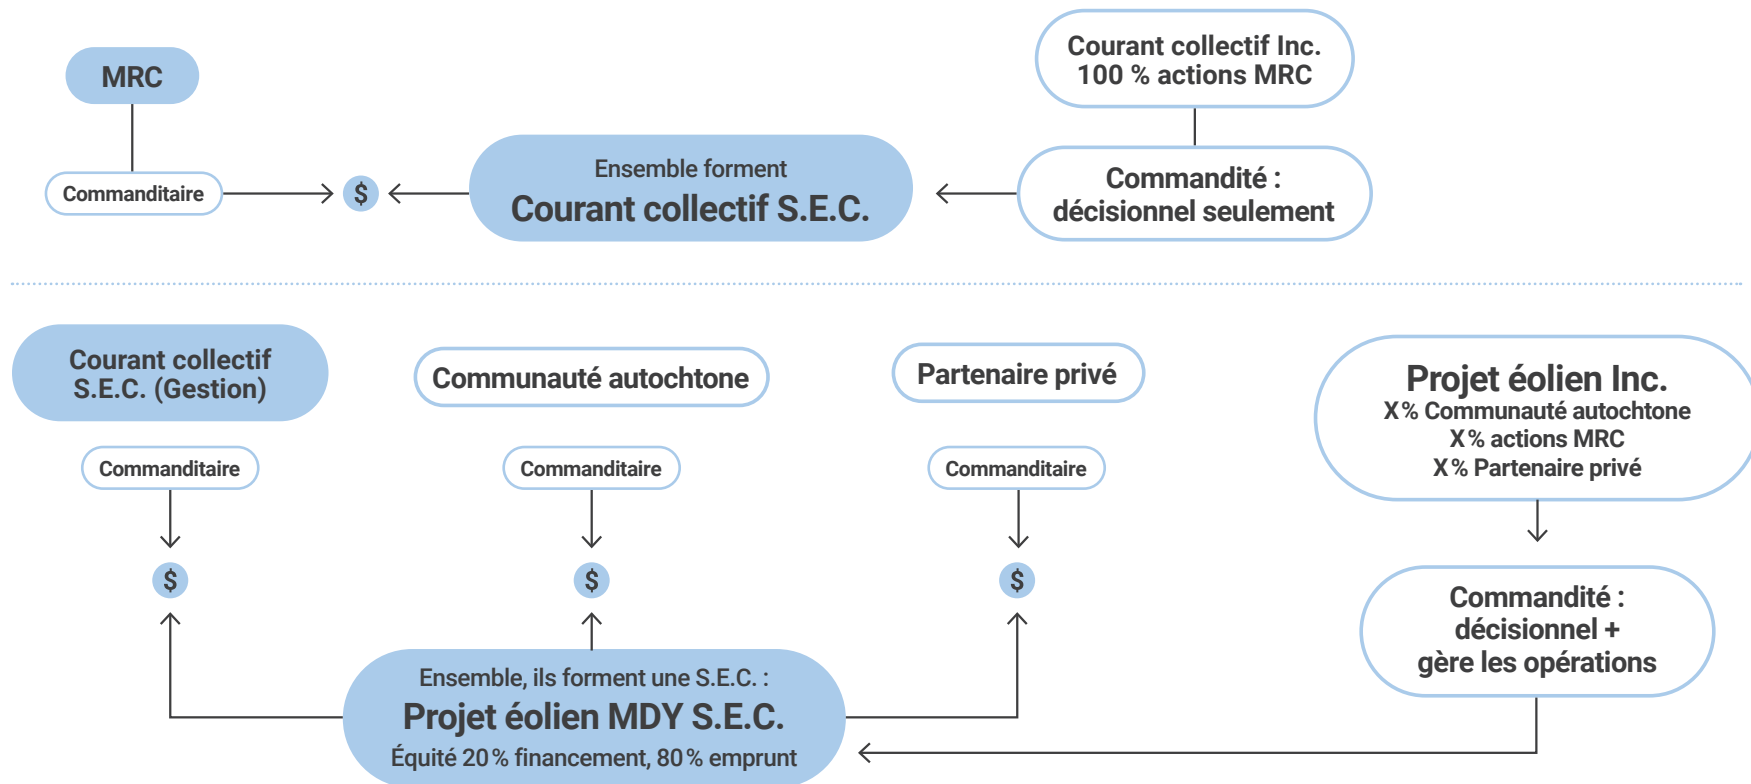 MRC
Commanditaire
$
Ensemble forment
Courant collectif S.E.C.
Courant collectif Inc.
100 % actions MRC
Commandité :
décisionnel seulement
Courant collectif
S.E.C. (Gestion)
Commanditaire
$
Communauté autochtone
Commanditaire
$
Partenaire privé
Commanditaire
$
Ensemble, ils forment une S.E.C. :
Projet éolien MDY S.E.C.
Équité 20 % financement, 80 % emprunt
Projet éolien Inc.
X % Communauté autochtone
X % actions MRC
X % Partenaire privé
Commandité :
décisionnel +
gère les opérations